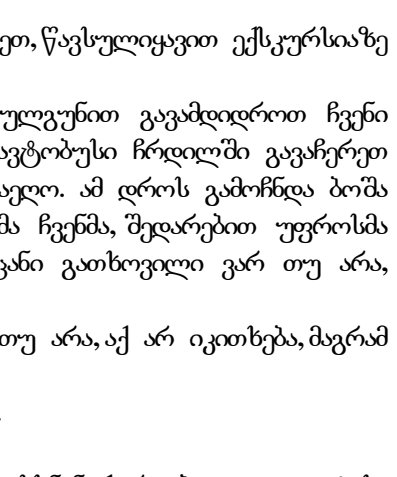 ეთ, წავსულიყავით ექსკურსიაზე
ულგუნით გავამდიდროთ ჩვენი
ავტობუსი ჩრდილში გავაჩერეთ
აეღო. ამ დროს გამოჩნდა ბოშა
მა ჩვენმა, შედარებით უფროსმა
ვანი გათხოვილი ვარ თუ არა,
თუ არა, აქ არ იკითხება, მაგრამ